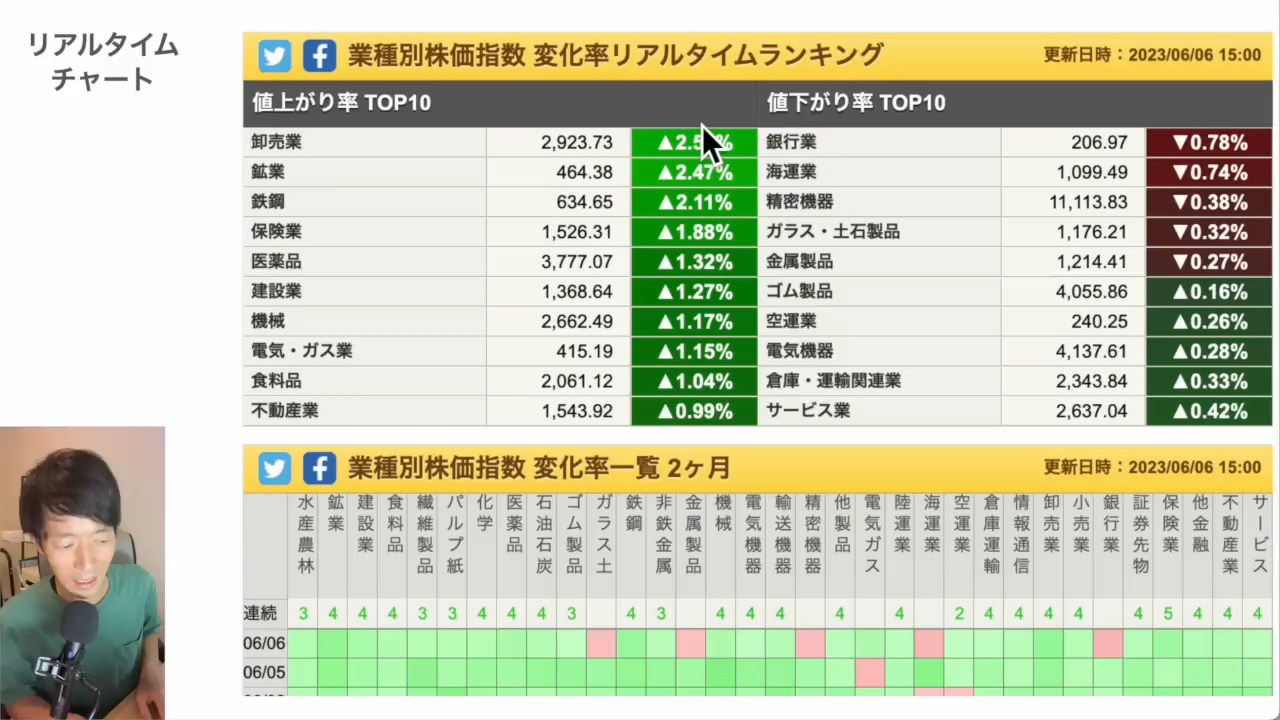 リアルタイム
チャート
業種別株価指数 変化率リアルタイムランキング 更新日時：2023/06/06 15:00
値上がり率 TOP10 値下がり率 TOP10
卸売業 2,923.73 銀行業 206.97 ▼0.78%
鉱業 464.38 ▲2.47% 海運業 1,099.49 ▼0.74%
鉄鋼 634.65 ▲2.11% 精密機器 11,113.83 ▼0.38%
保険業 1,526.31 ▲1.88% ガラス・土石製品 1,176.21 ▼0.32%
医薬品 3,777.07 ▲1.32% 金属製品 1,214.41 ▼0.27%
建設業 1,368.64 ▲1.27% ゴム製品 4,055.86 ▲0.16%
機械 2,662.49 ▲1.17% 空運業 240.25 ▲0.26%
電気・ガス業 415.19 ▲1.15% 電気機器 4,137.61 ▲0.28%
食料品 2,061.12 ▲1.04% 倉庫・運輸関連業 2,343.84 ▲0.33%
不動産業 1,543.92 ▲0.99% サービス業 2,637.04 ▲0.42%
業種別株価指数 変化率一覧 2ヶ月 更新日時：2023/06/06 15:00
水産農林 鉱業 建設業 食料品 繊維製品 パルプ紙 化学 医薬品 石油石炭 ゴム製品 ガラス土 鉄鋼 非鉄金属 金属製品 機械 電気機器 輸送機器 精密機器 他製品 電気ガス 陸運業 海運業 空運業 倉庫運輸 情報通信 卸売業 小売業 銀行業 証券先物 保険業 他金融 不動産業 サービス
連続 3 4 4 4 3 3 4 4 4 3 4 3 4 4 4 4 4 2 4 4 4 4 4 5 4 4 4
06/06
06/05